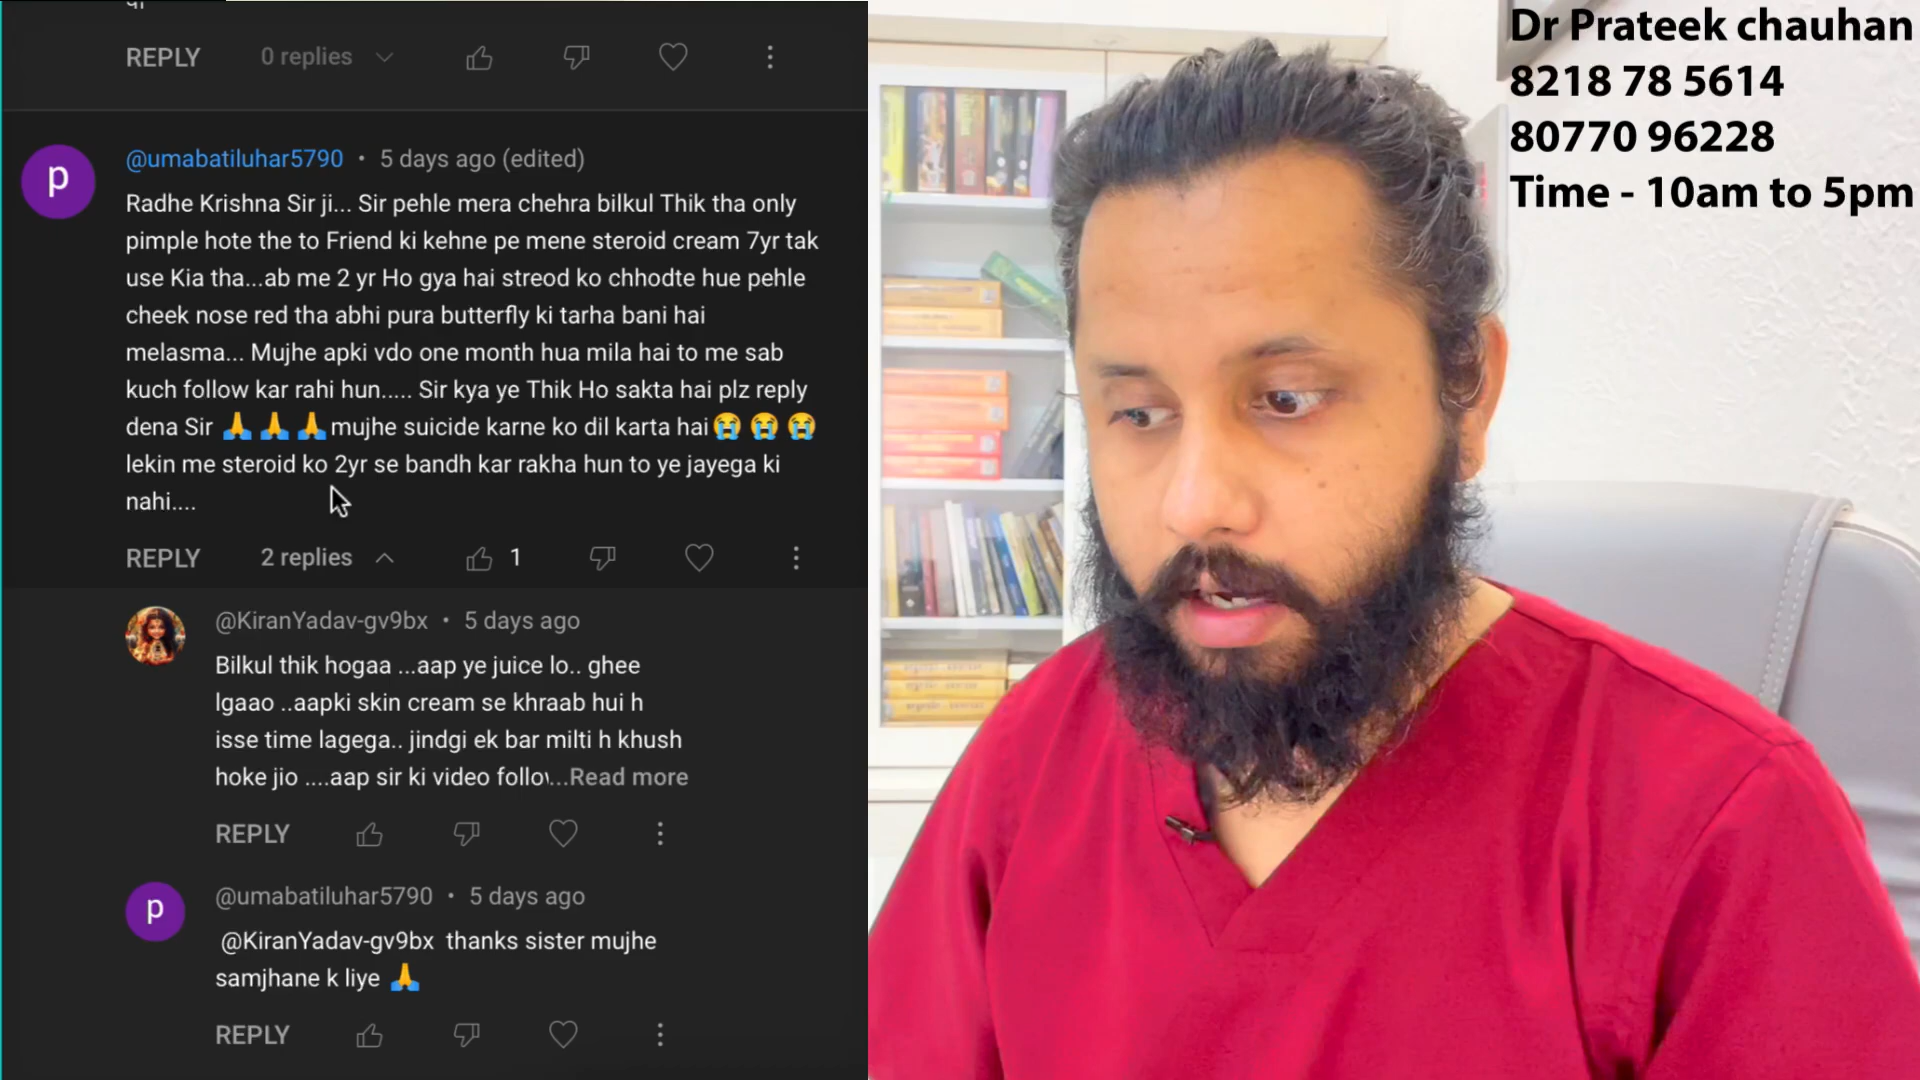 REPLY 0 replies
@umabatiluhar5790 • 5 days ago (edited)
Radhe Krishna Sir ji... Sir pehle mera chehra bilkul Thik tha only
pimple hote the to Friend ki kehne pe mene steroid cream 7yr tak
use Kia tha...ab me 2 yr Ho gya hai streod ko chhodte hue pehle
cheek nose red tha abhi pura butterfly ki tarha bani hai
melasma... Mujhe apki vdo one month hua mila hai to me sab
kuch follow kar rahi hun..... Sir kya ye Thik Ho sakta hai plz reply
dena Sir 🙏 🙏 🙏 mujhe suicide karne ko dil karta hai 😭 😭 😭
lekin me steroid ko 2yr se bandh kar rakha hun to ye jayega ki
nahi....
REPLY 2 replies 1
@KiranYadav-gv9bx • 5 days ago
Bilkul thik hogaa ...aap ye juice lo.. ghee
lgaao ..aapki skin cream se khraab hui h
isse time lagega.. jindgi ek bar milti h khush
hoke jio ....aap sir ki video follo...Read more
REPLY
p
@umabatiluhar5790 • 5 days ago
@KiranYadav-gv9bx thanks sister mujhe
samjhane k liye 🙏
REPLY
p
Dr Prateek chauhan
8218 78 5614
80770 96228
Time - 10am to 5pm